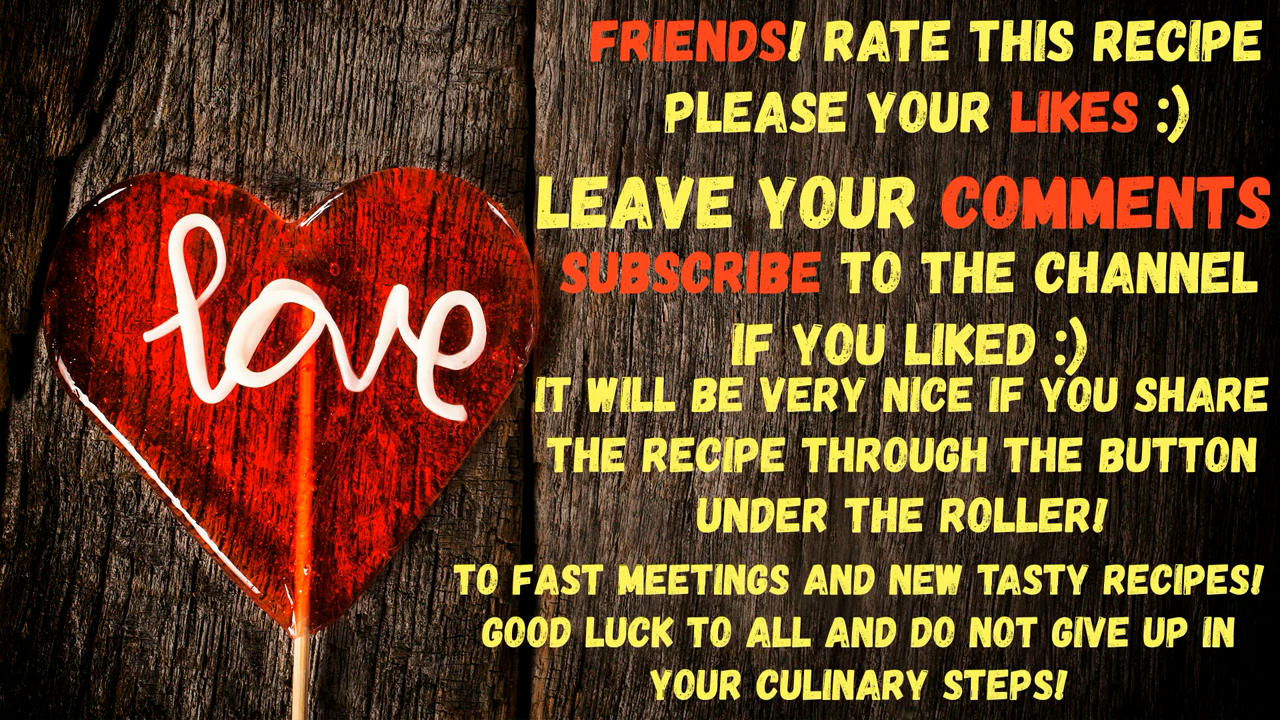 love
FRIENDS! RATE THIS RECIPE
PLEASE YOUR LIKES :)
LEAVE YOUR COMMENTS
SUBSCRIBE TO THE CHANNEL
IF YOU LIKED :)
IT WILL BE VERY NICE IF YOU SHARE
THE RECIPE THROUGH THE BUTTON
UNDER THE ROLLER!
TO FAST MEETINGS AND NEW TASTY RECIPES!
GOOD LUCK TO ALL AND DO NOT GIVE UP IN
YOUR CULINARY STEPS!